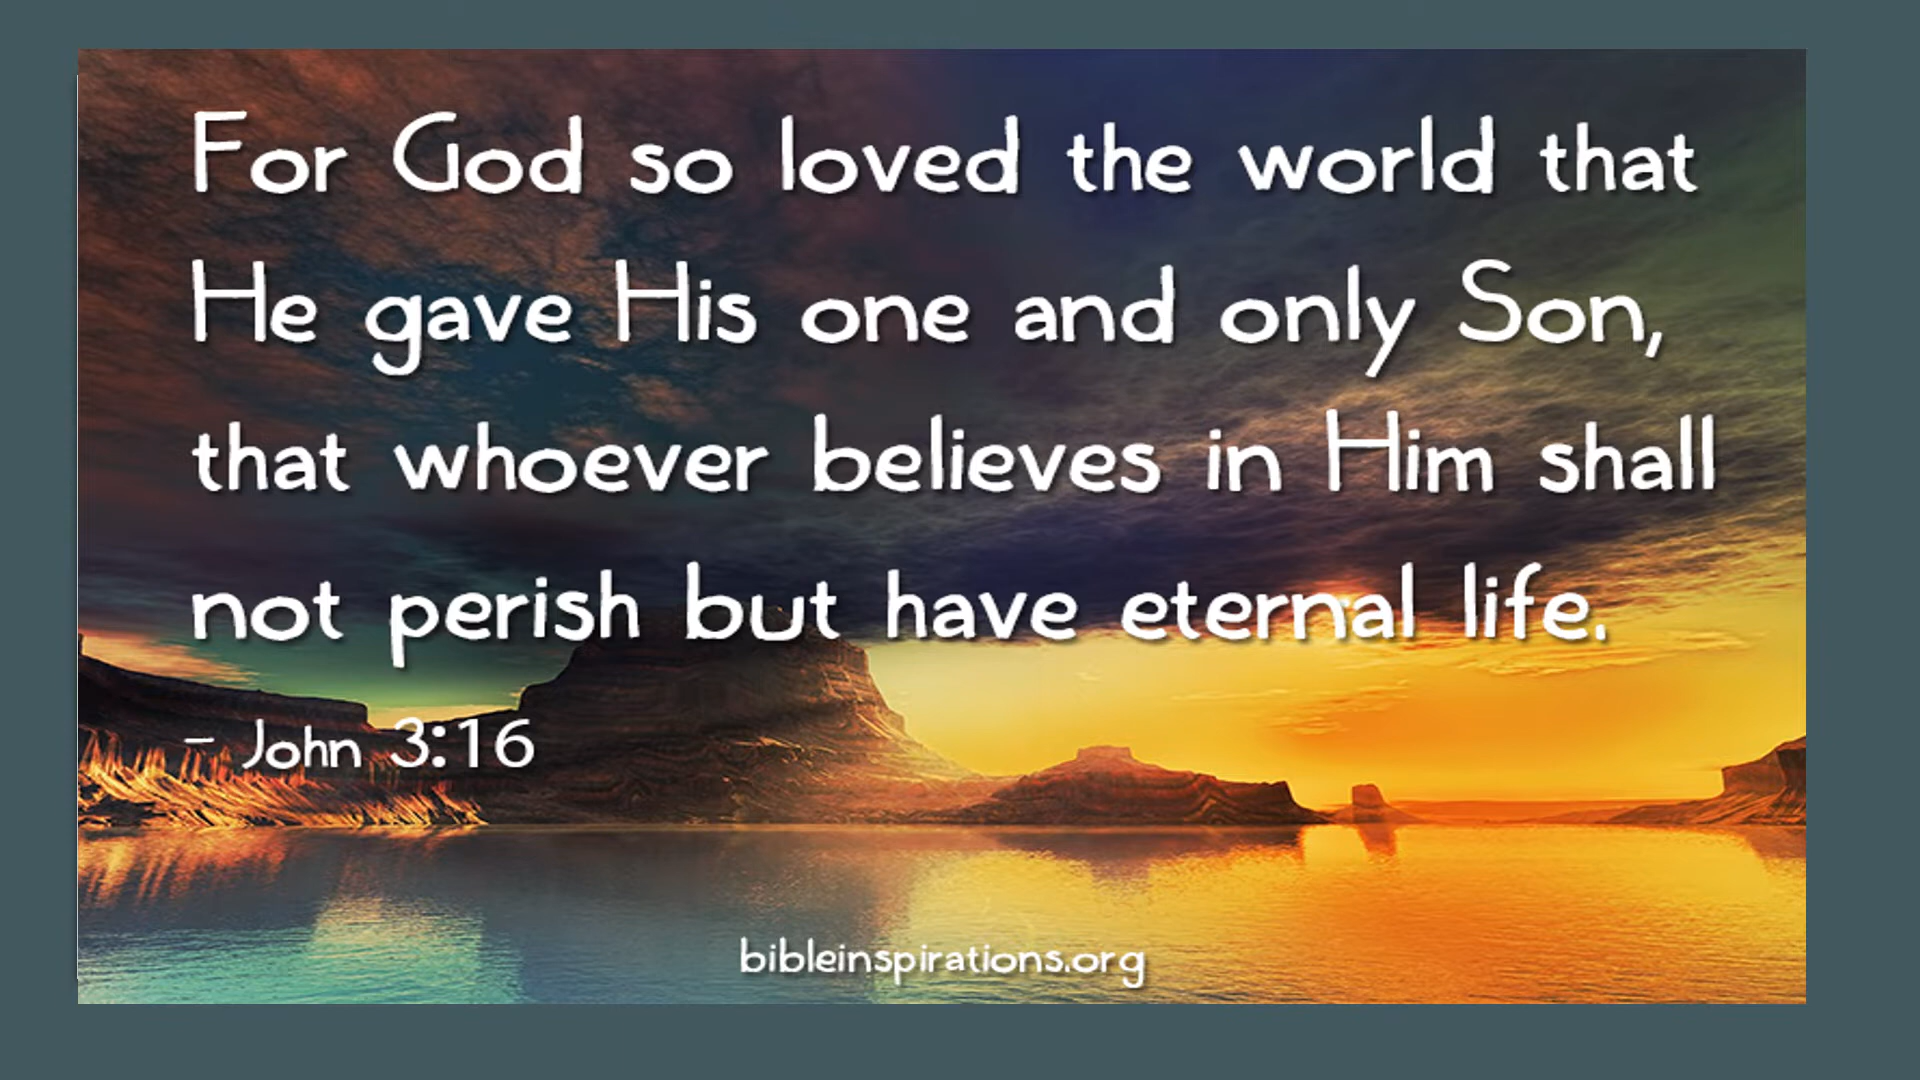 For God so loved the world that
He gave His one and only Son,
that whoever believes in Him shall
not perish but have eternal life.
- John 3:16
bibleinspirations.org